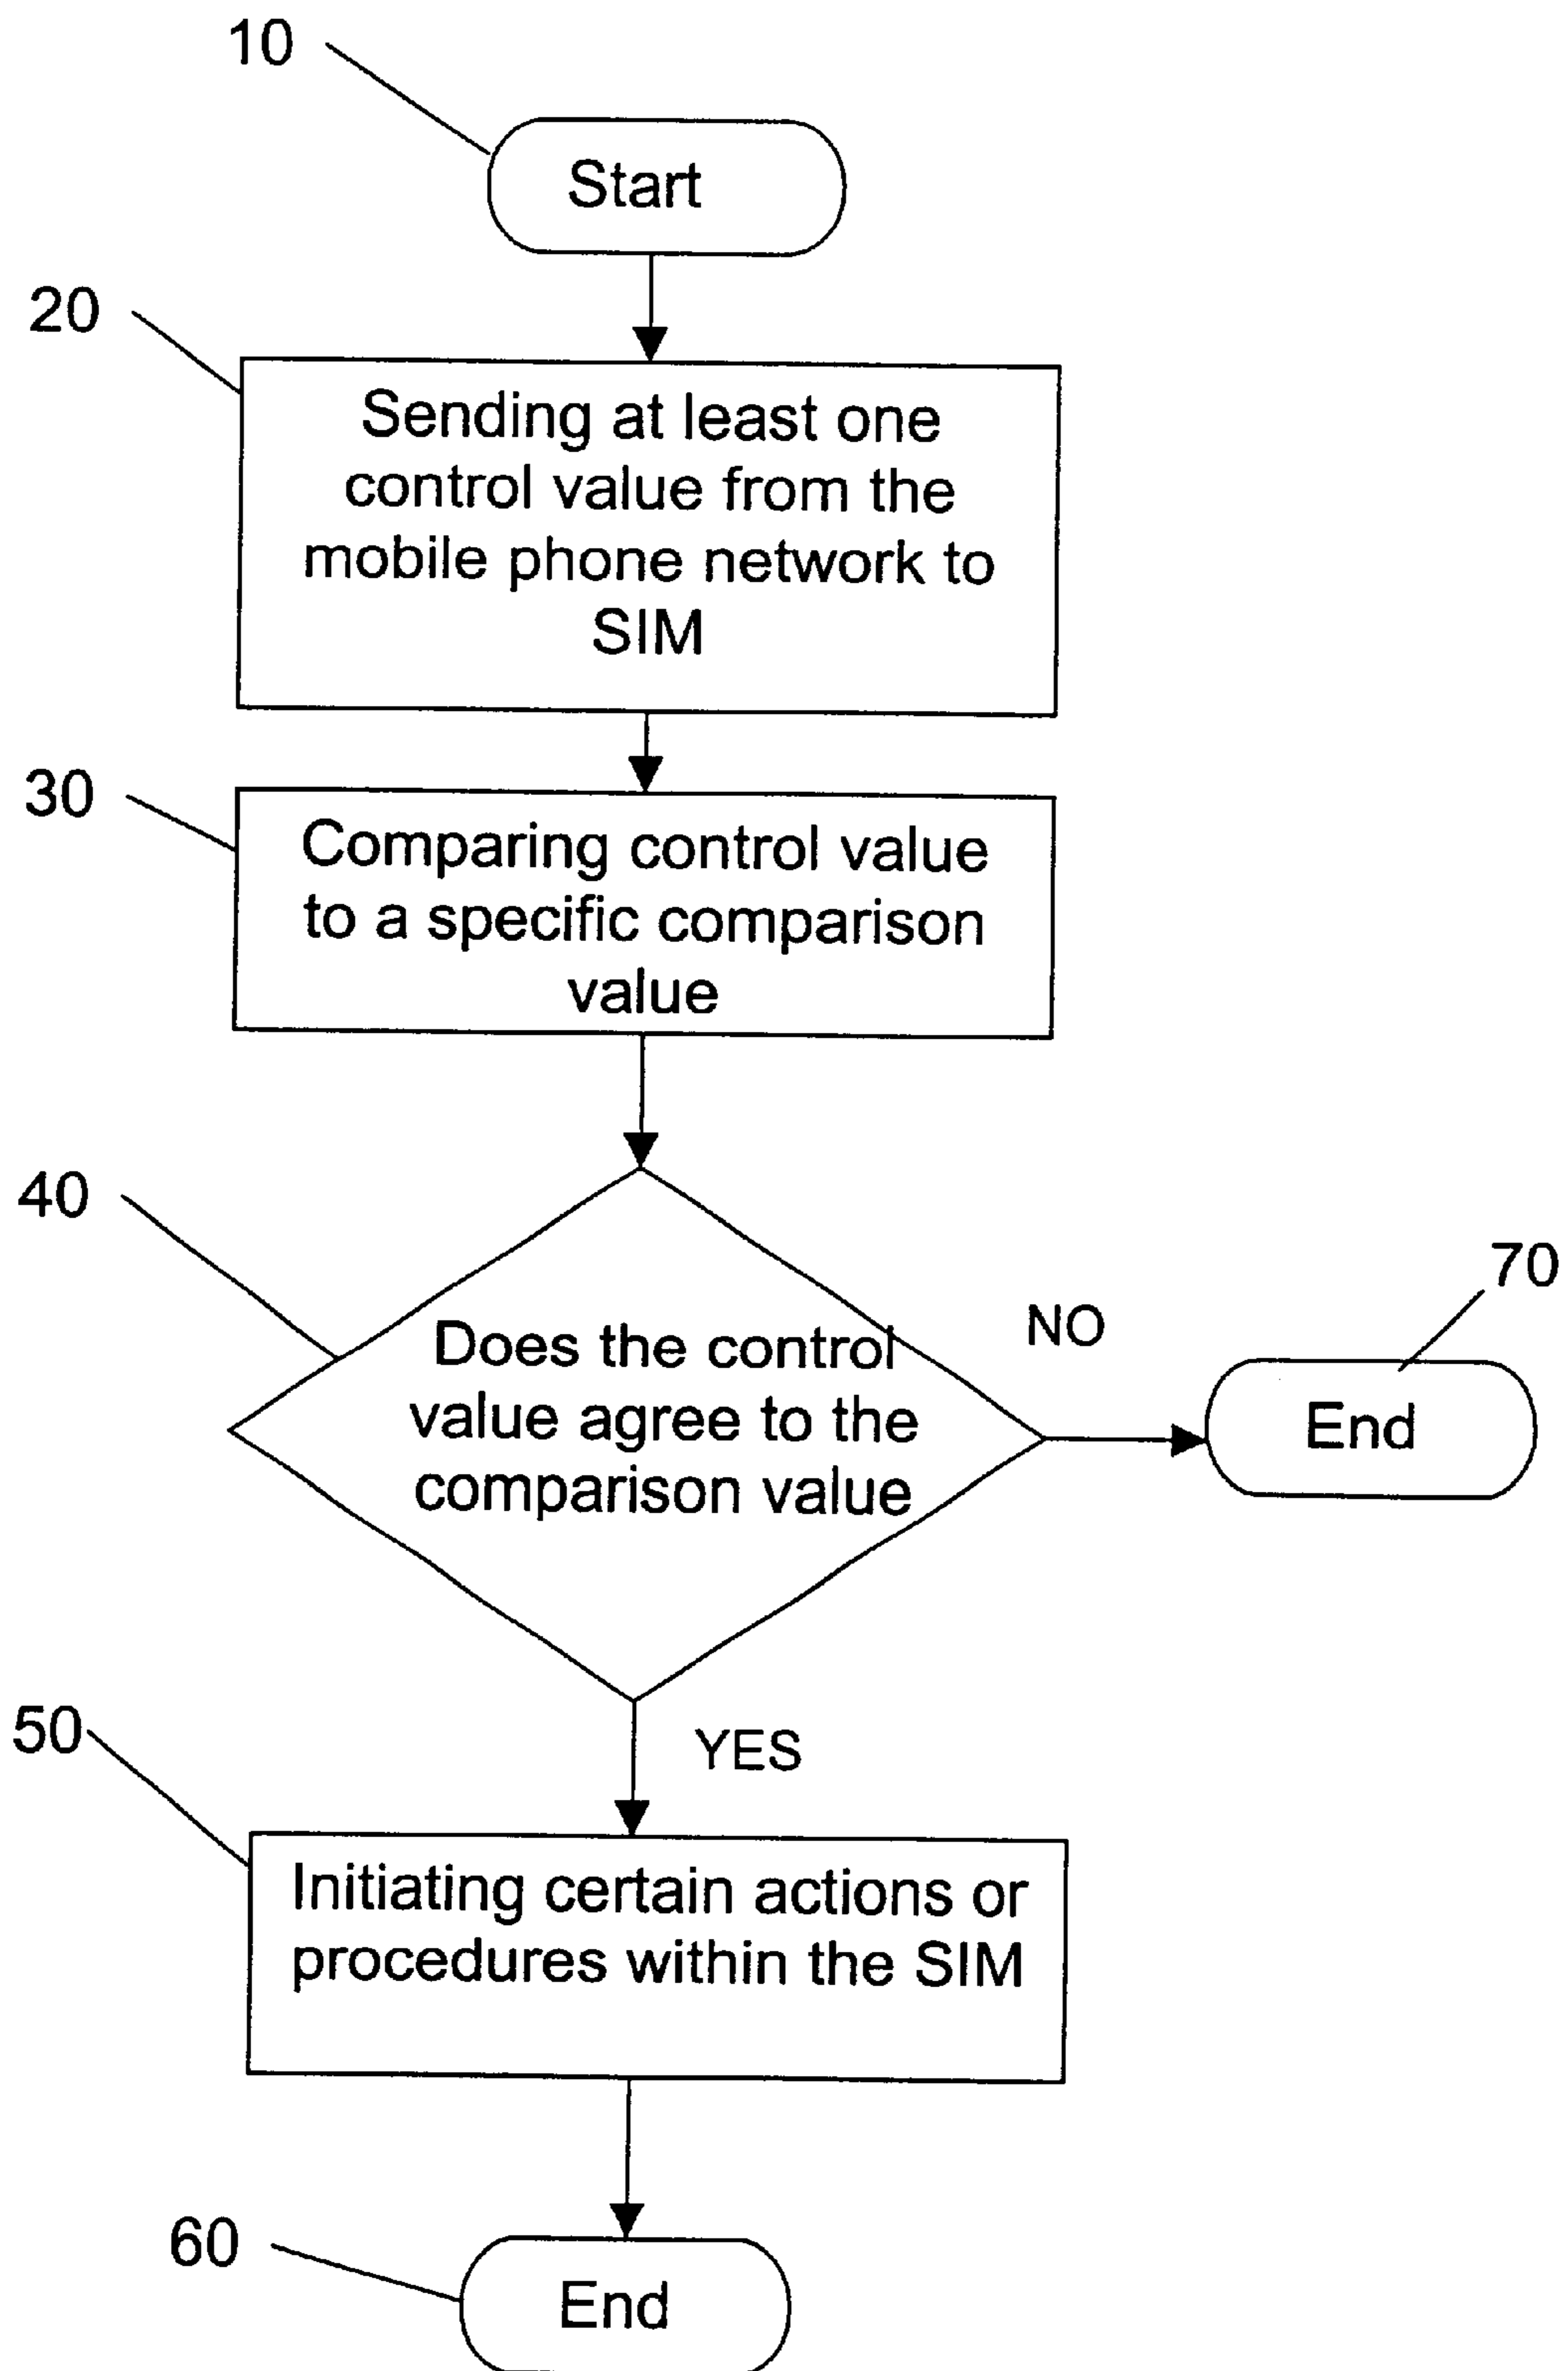 10
Start
20
Sending at least one
control value from the
mobile phone network to
SIM
30
Comparing control value
to a specific comparison
value
40
Does the control
value agree to the
comparison value
NO
70
End
50
YES
Initiating certain actions or
procedures within the SIM
60
End